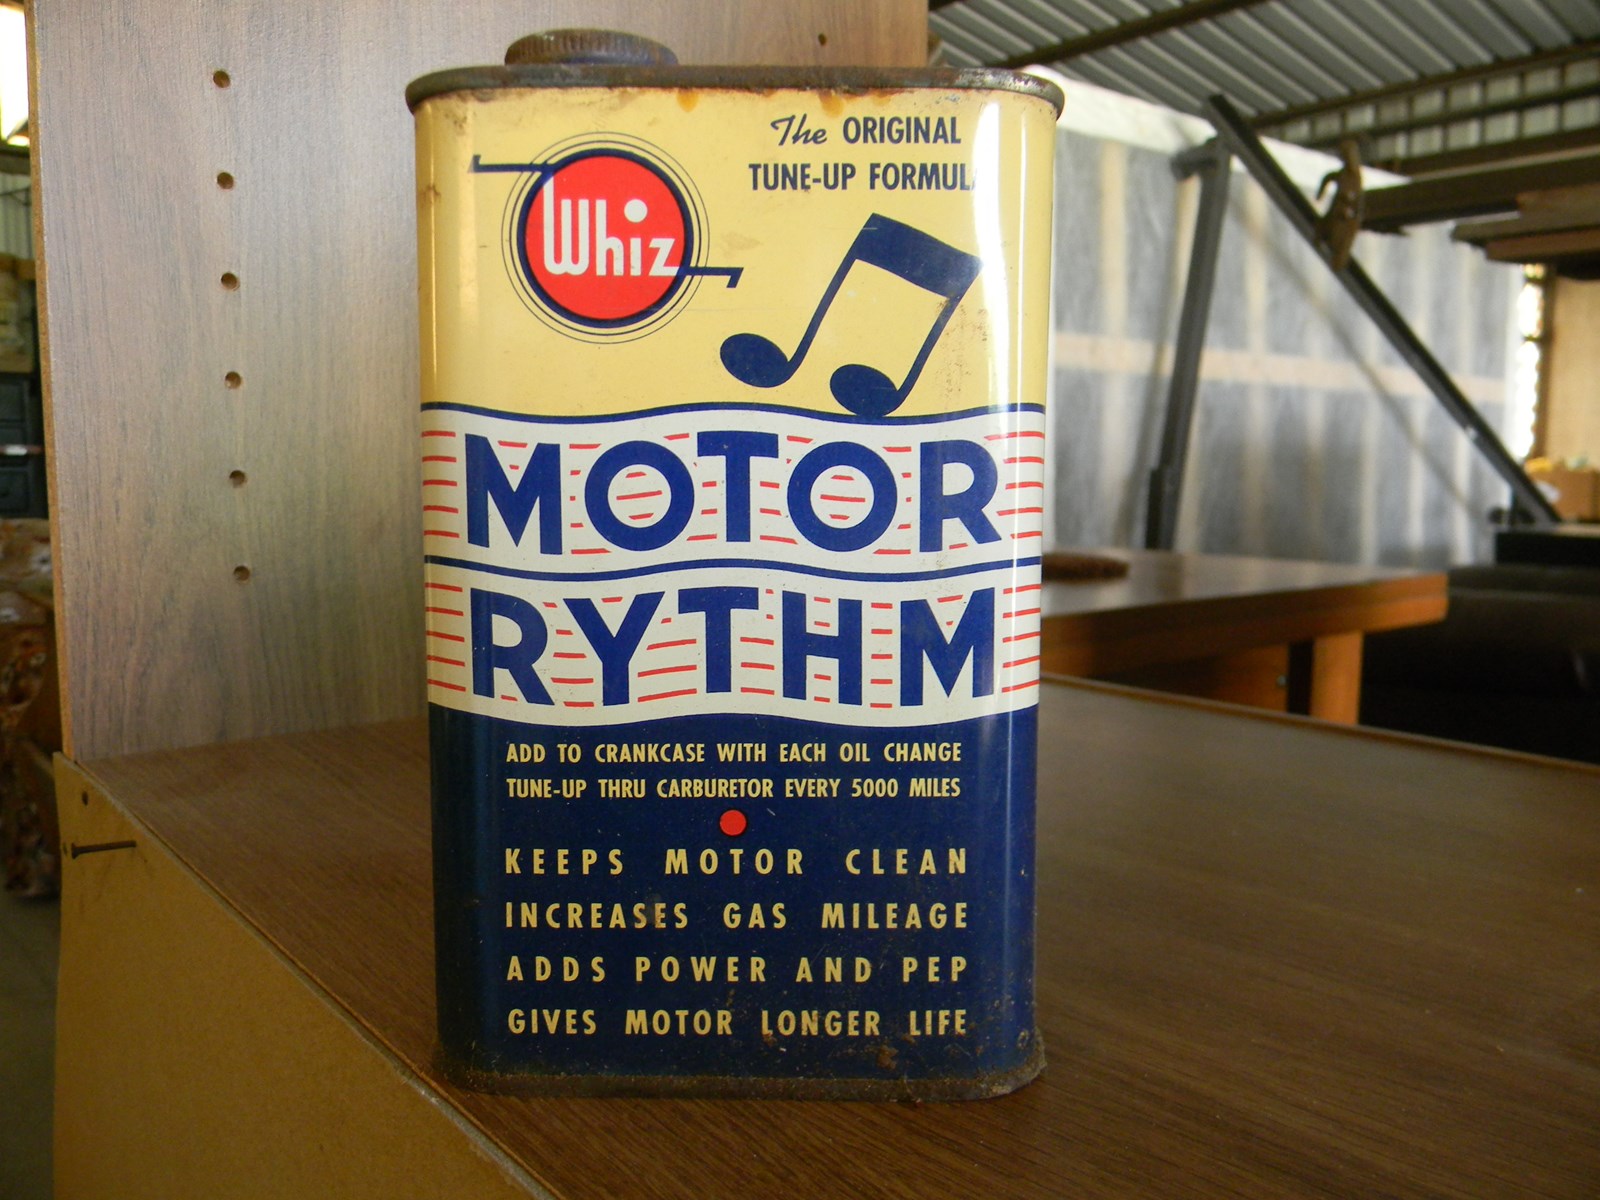 The ORIGINAL
TUNE-UP FORMULA
Whiz
MOTOR
RYTHM
ADD TO CRANKCASE WITH EACH OIL CHANGE
TUNE-UP THRU CARBURETOR EVERY 5000 MILES
KEEPS MOTOR CLEAN
INCREASES GAS MILEAGE
ADDS POWER AND PEP
GIVES MOTOR LONGER LIFE